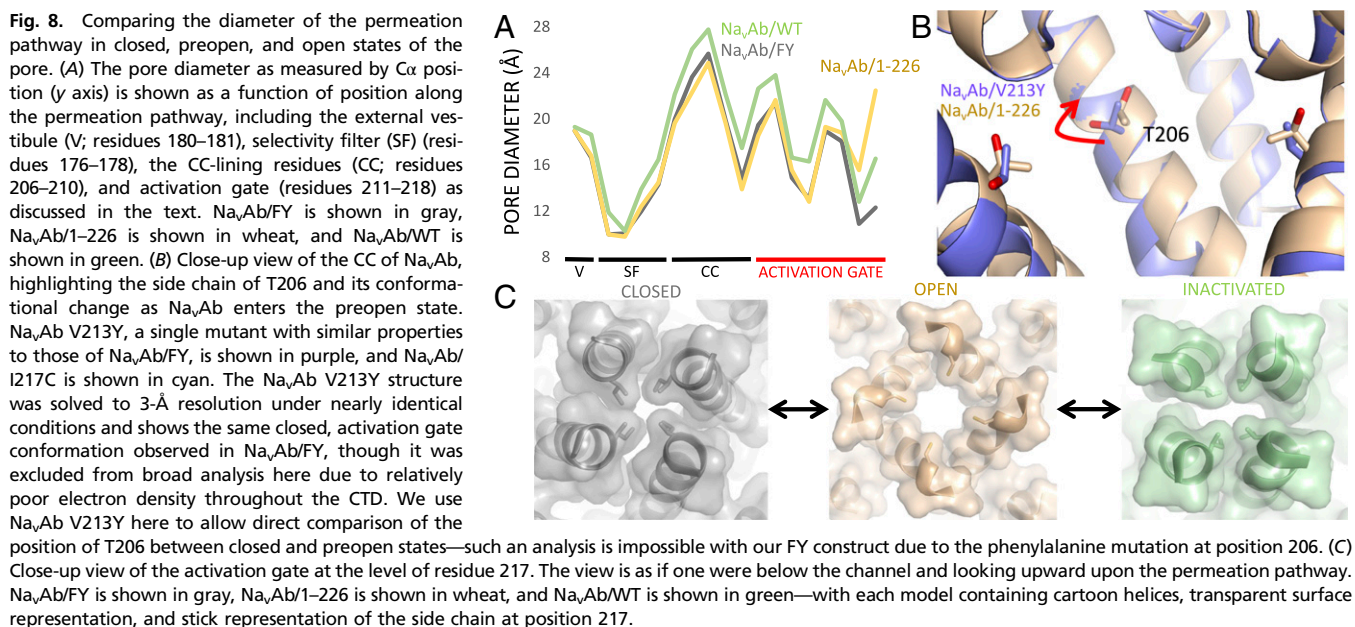 Fig. 8. Comparing the diameter of the permeation
pathway in closed, preopen, and open states of the
pore. (A) The pore diameter as measured by Cα posi-
tion (y axis) is shown as a function of position along
the permeation pathway, including the external ves-
tibule (V; residues 180–181), selectivity filter (SF) (resi-
dues 176–178), the CC-lining residues (CC; residues
206–210), and activation gate (residues 211–218) as
discussed in the text. NavAb/FY is shown in gray,
NavAb/1–226 is shown in wheat, and NavAb/WT is
shown in green. (B) Close-up view of the CC of NavAb,
highlighting the side chain of T206 and its conforma-
tional change as NavAb enters the preopen state.
NavAb V213Y, a single mutant with similar properties
to those of NavAb/FY, is shown in purple, and NavAb/
I217C is shown in cyan. The NavAb V213Y structure
was solved to 3-Å resolution under nearly identical
conditions and shows the same closed, activation gate
conformation observed in NavAb/FY, though it was
excluded from broad analysis here due to relatively
poor electron density throughout the CTD. We use
NavAb V213Y here to allow direct comparison of the
position of T206 between closed and preopen states—such an analysis is impossible with our FY construct due to the phenylalanine mutation at position 206. (C)
Close-up view of the activation gate at the level of residue 217. The view is as if one were below the channel and looking upward upon the permeation pathway.
NavAb/FY is shown in gray, NavAb/1–226 is shown in wheat, and NavAb/WT is shown in green—with each model containing cartoon helices, transparent surface
representation, and stick representation of the side chain at position 217.
A
PORE DIAMETER (Å)
28
24
20
16
12
8
NavAb/WT
NavAb/FY
NavAb/1-226
V
SF
CC
ACTIVATION GATE
B
NavAb/V213Y
NavAb/1-226
T206
C
CLOSED
OPEN
INACTIVATED